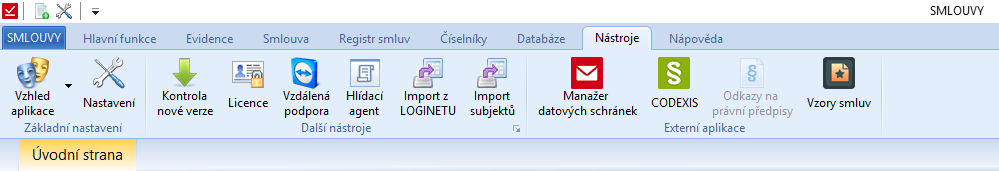 SMLOUVY
SMLOUVY Hlavní funkce Evidence Smlouva Registr smluv Číselníky Databáze Nástroje Nápověda
Vzhled aplikace
Nastavení
Základní nastavení
Kontrola nové verze
Licence
Vzdálená podpora
Hlídací agent
Import z LOGINETU
Import subjektů
Další nástroje
Manažer datových schránek
§
CODEXIS
§
Odkazy na právní předpisy
Vzory smluv
Externí aplikace
Úvodní strana